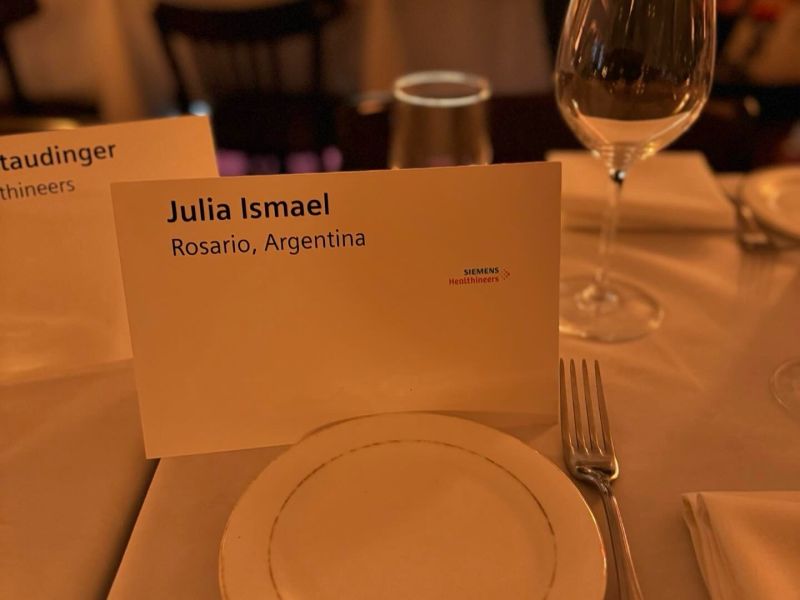 taudinger
thineers
Julia Ismael
Rosario, Argentina
SIEMENS
Healthineers